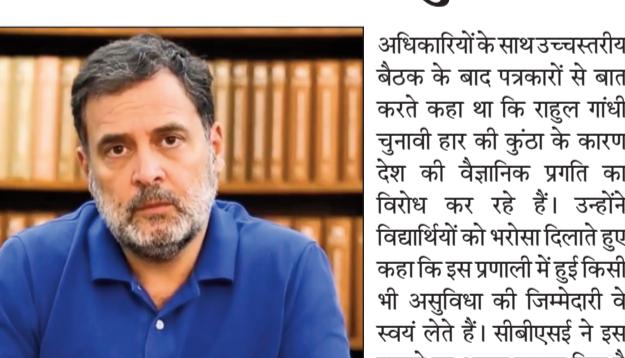 अधिकारियों के साथ उच्चस्तरीय
बैठक के बाद पत्रकारों से बात
करते कहा था कि राहुल गांधी
चुनावी हार की कुंठा के कारण
देश की वैज्ञानिक प्रगति का
विरोध कर रहे हैं। उन्होंने
विद्यार्थियों को भरोसा दिलाते हुए
कहा कि इस प्रणाली में हुई किसी
भी असुविधा की जिम्मेदारी वे
स्वयं लेते हैं। सीबीएसई ने इस